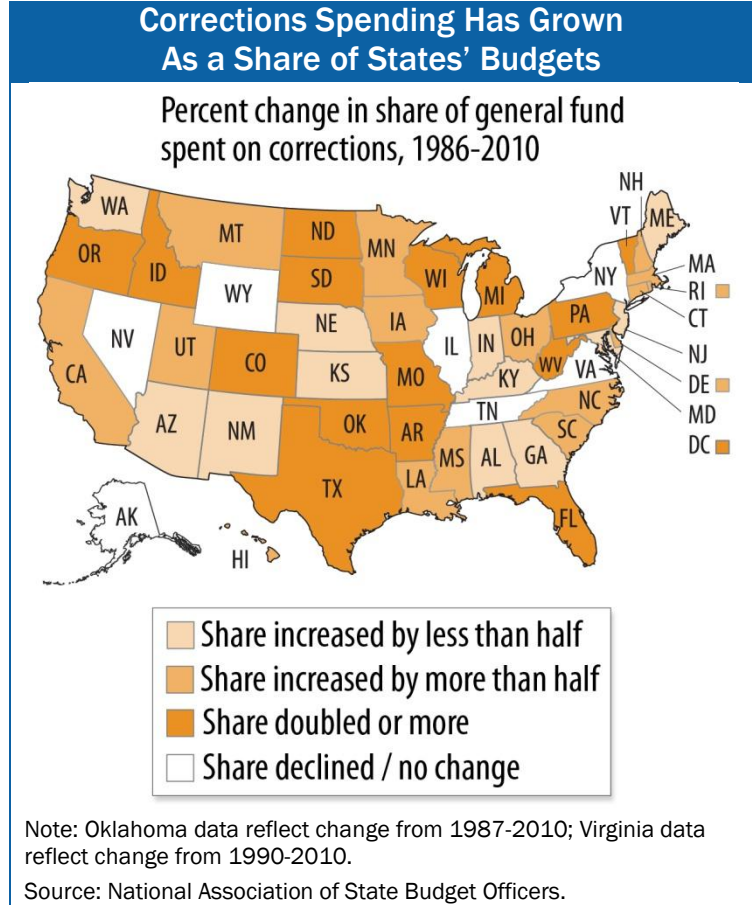 Corrections Spending Has Grown
As a Share of States' Budgets
Percent change in share of general fund
spent on corrections, 1986-2010
NH
WA
VT
ME
MT
ND
MN
OR
MA
ID
SD
WI
NY
RI
WY
MI
CT
IA
PA
NE
NV
IL
IN
OH
NJ
UT
CA
CO
WV
VA
DE
KS
MO
KY
MD
NC
TN
DC
AZ
NM
OK
AR
SC
MS
AL
GA
TX
LA
AK
FL
HI
Share increased by less than half
Share increased by more than half
Share doubled or more
Share declined / no change
Note: Oklahoma data reflect change from 1987-2010; Virginia data
reflect change from 1990-2010.
Source: National Association of State Budget Officers.